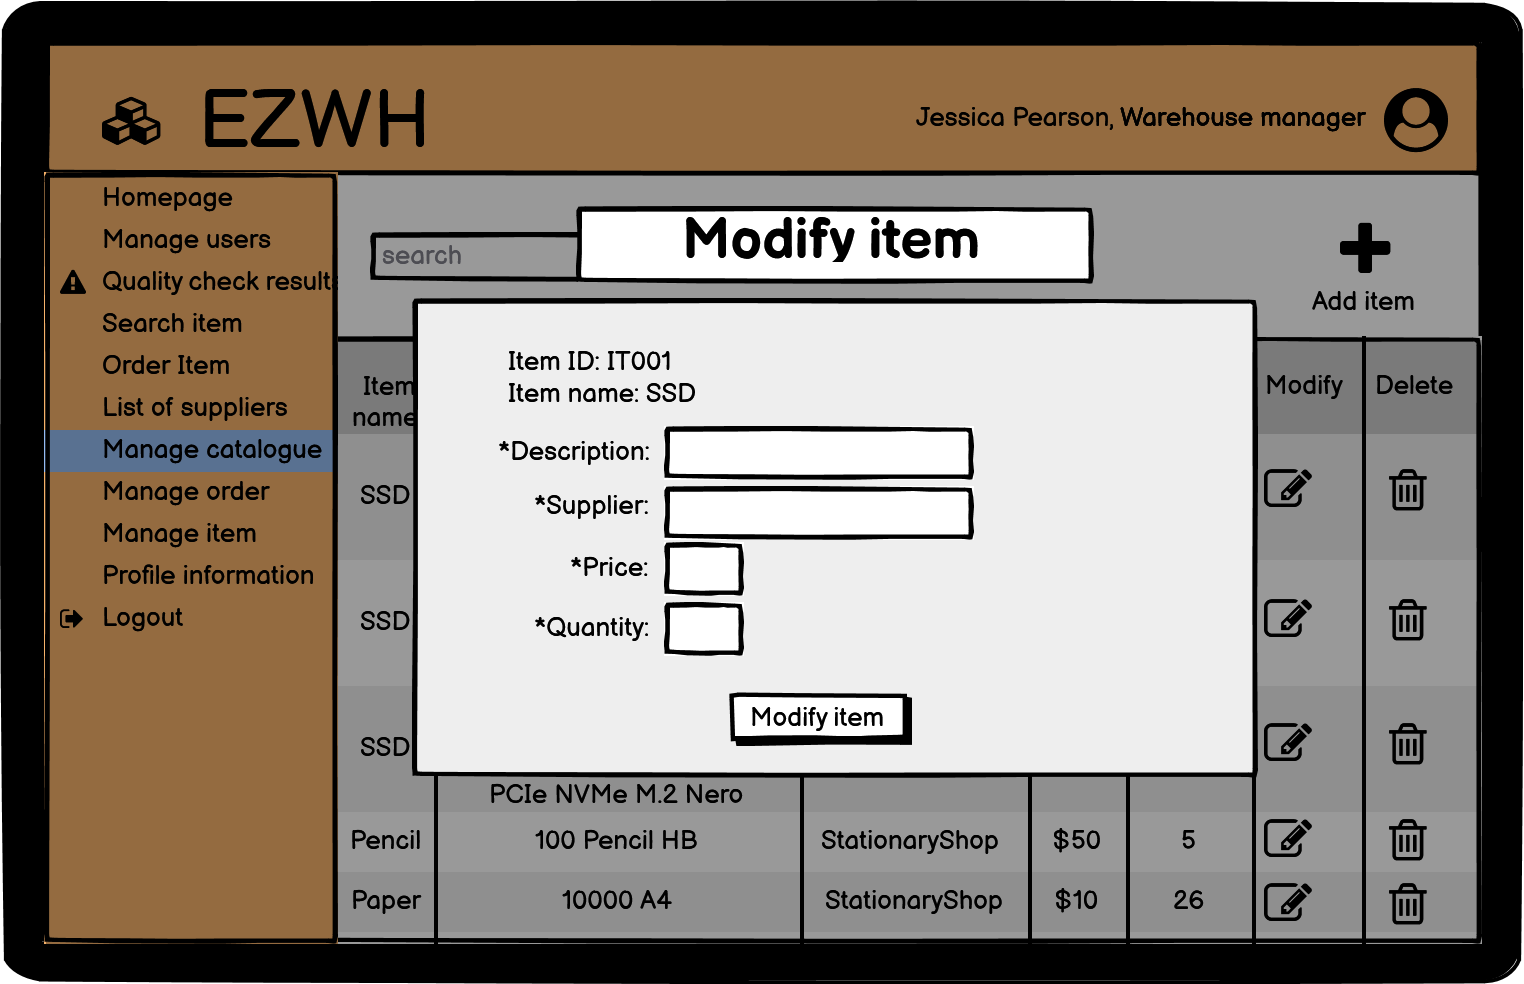 EZWH
Jessica Pearson, Warehouse manager
Homepage
Manage users
Quality check results
Search item
Order Item
List of suppliers
Manage catalogue
Manage order
Manage item
Profile information
Logout
search
Modify item
Add item
Item
name
Modify
Delete
Item ID: IT001
Item name: SSD
*Description:
*Supplier:
*Price:
*Quantity:
Modify item
SSD
SSD
SSD
PCIe NVMe M.2 Nero
Pencil 100 Pencil HB StationaryShop $50 5
Paper 10000 A4 StationaryShop $10 26